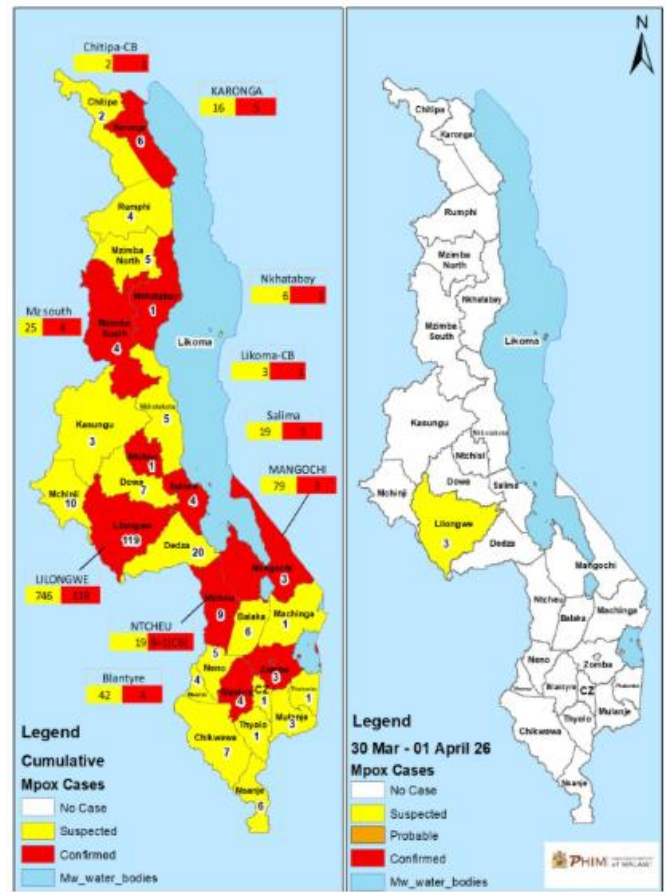 Chitipa-CB
2
KARONGA
16
Chitipa
2
Karonga
6
Rumphi
4
Mzimba
North
5
Nkhatabay
6
Nkhatabay
1
Mz south
25
Mzimba
South
4
Likoma
Likoma-CB
3
Salima
19
MANGOCHI
79
Kasungu
3
Nkhotakota
5
Ntchisi
1
Dowa
7
Mchinji
10
Salima
4
Lilongwe
119
Dedza
20
LILONGWE
746 119
Mangochi
3
Ntcheu
9
NTCHEU
19
Balaka
6
Machinga
1
5
Neno
4
Zomba
3
Blantyre
42
Blantyre
4
CZ
1
1
Thyolo
1
Mulanje
3
Chikwawa
7
Nsanje
6
Legend
Cumulative
Mpox Cases
No Case
Suspected
Confirmed
Mw_water_bodies
N
Chitipa
Karonga
Rumphi
Mzimba
North
Nkhatabay
Mzimba
South
Likoma
Kasungu
Nkhotakota
Ntchisi
Dowa
Mchinji
Salima
Lilongwe
3
Dedza
Mangochi
Ntcheu
Machinga
Balaka
Neno
Zomba
Blantyre
CZ
Thyolo
Mulanje
Chikwawa
Nsanje
Legend
30 Mar - 01 April 26
Mpox Cases
No Case
Suspected
Probable
Confirmed
Mw_water_bodies
PHIM